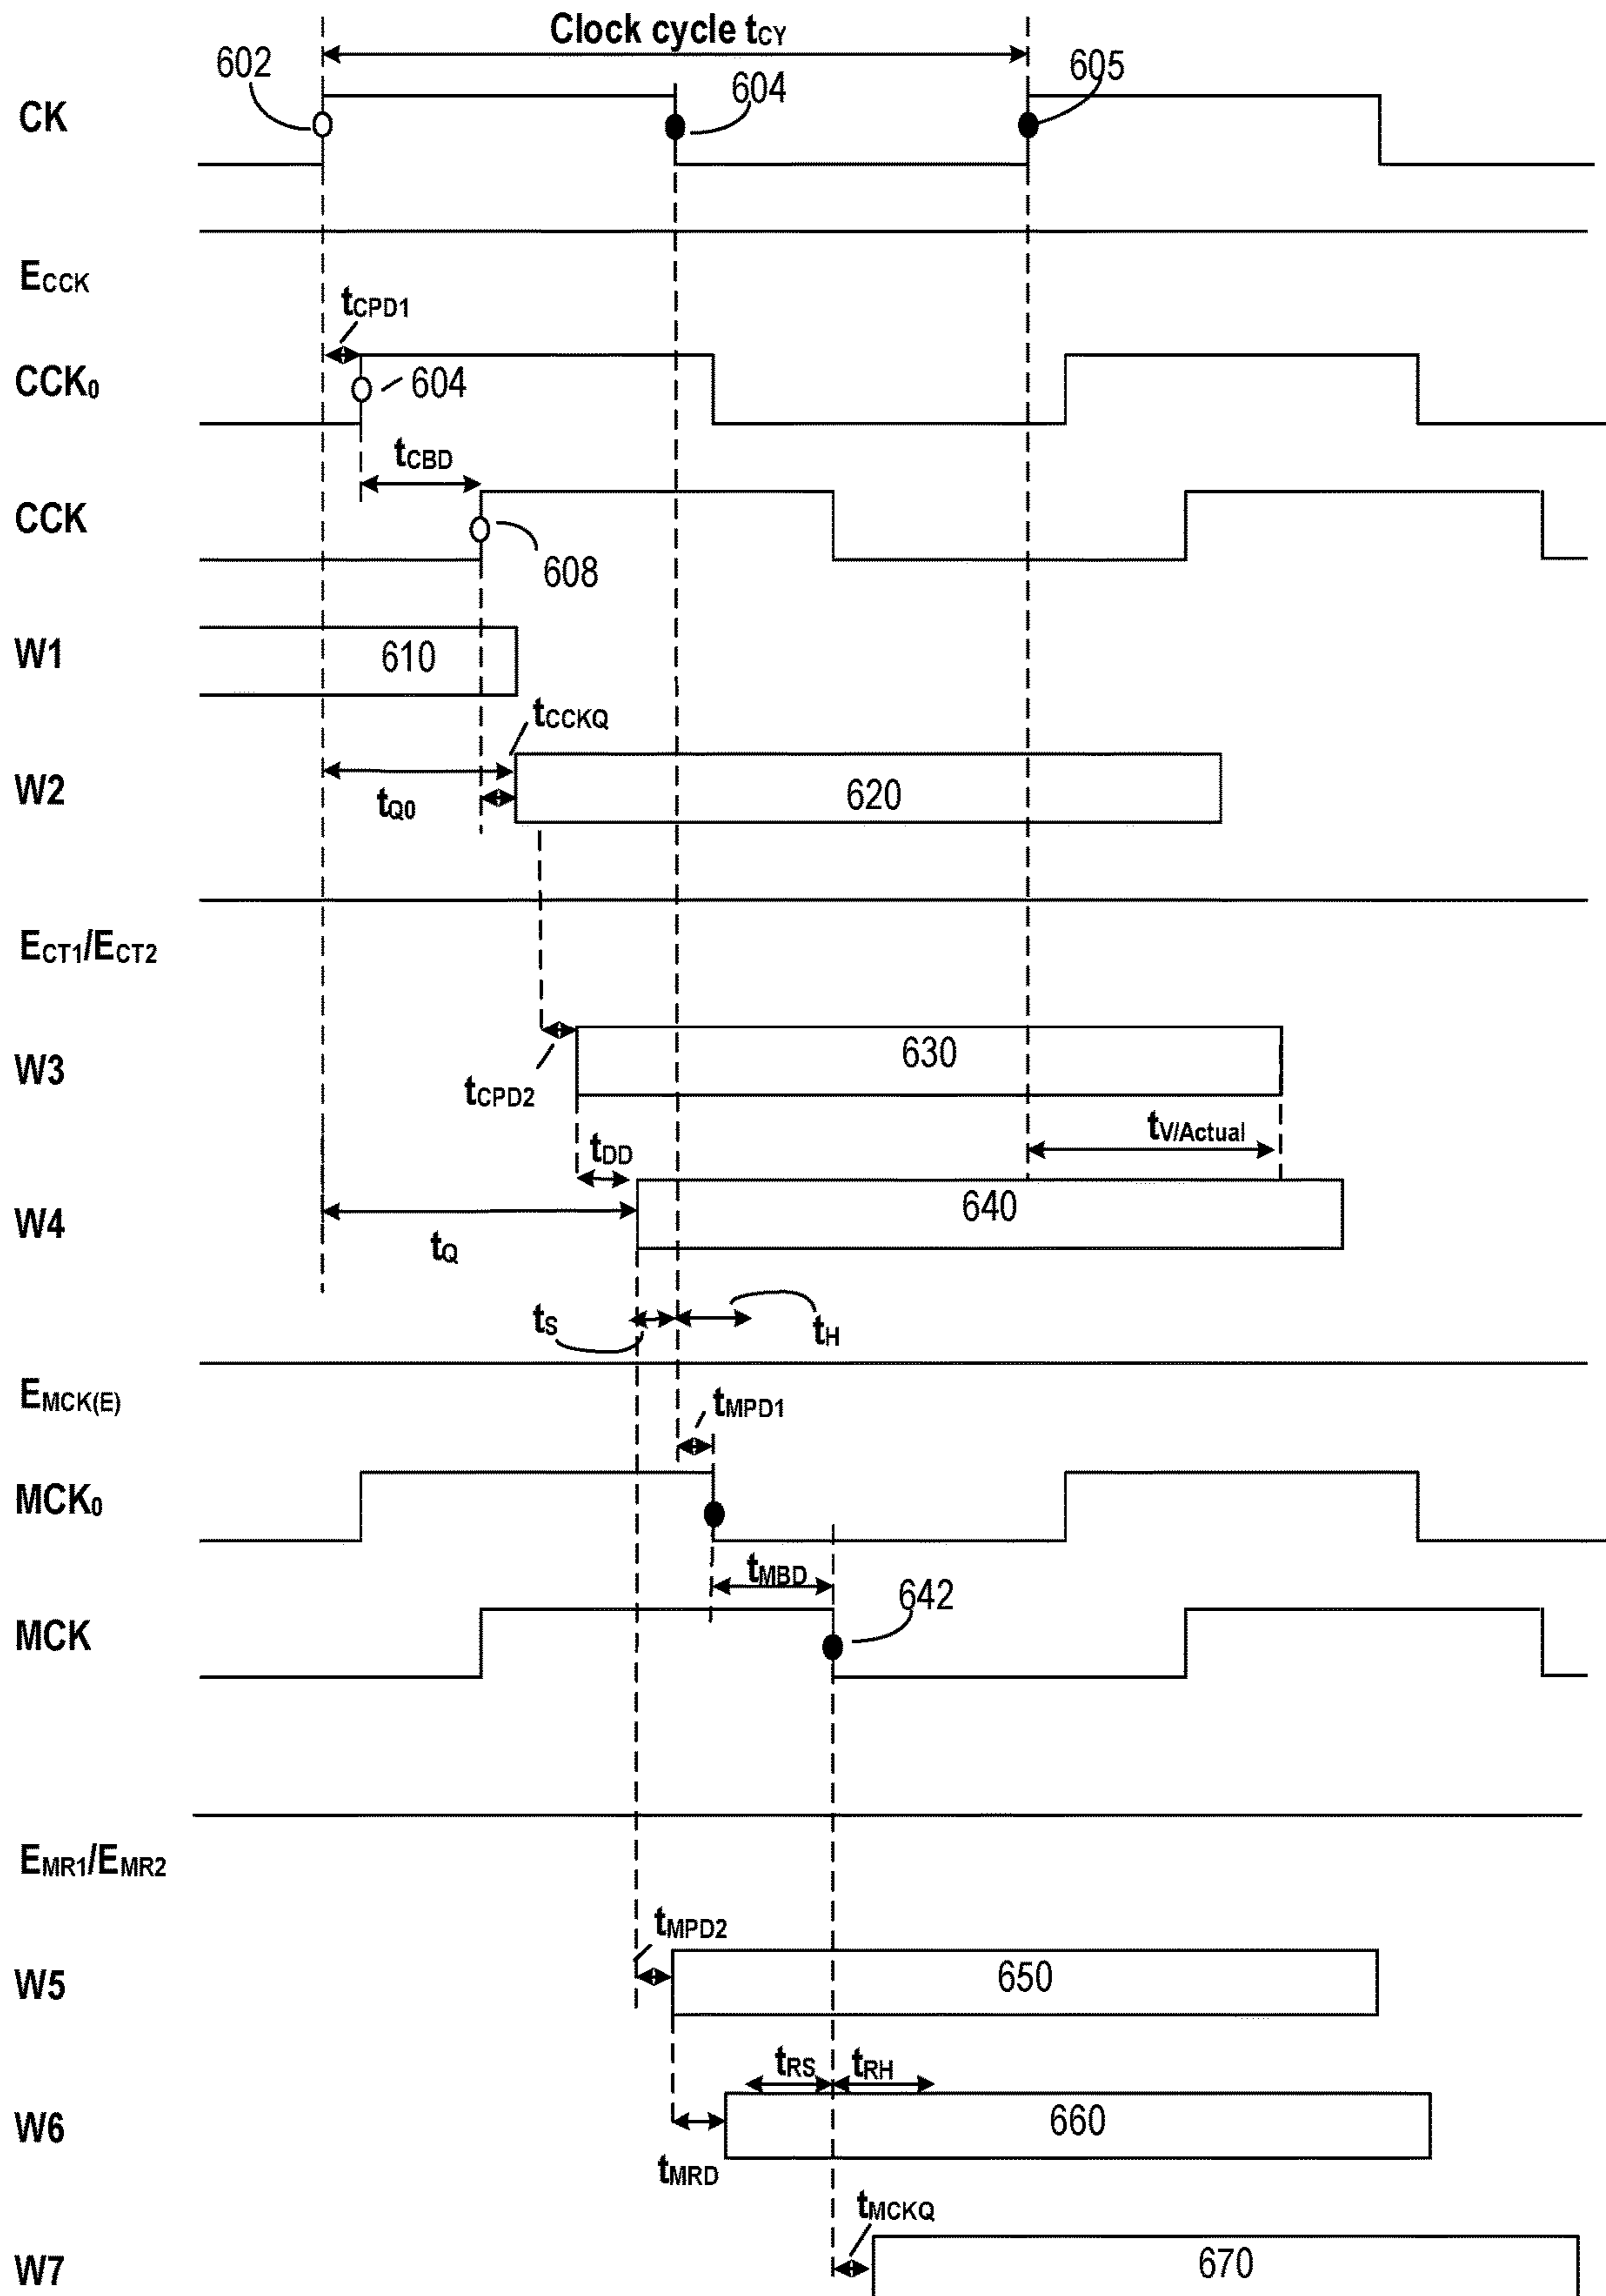 Clock cycle tCY
602
604
605
CK
ECCK
tCPD1
CCK0
604
tCBD
CCK
608
W1
610
tCCKQ
W2
620
tQ0
ECT1/ECT2
W3
630
tCPD2
tV/Actual
tDD
W4
640
tQ
tS
tH
EMCK(E)
tMPD1
MCK0
tMBD
642
MCK
EMR1/EMR2
tMPD2
W5
650
tRS
tRH
W6
660
tMRD
tMCKQ
W7
670